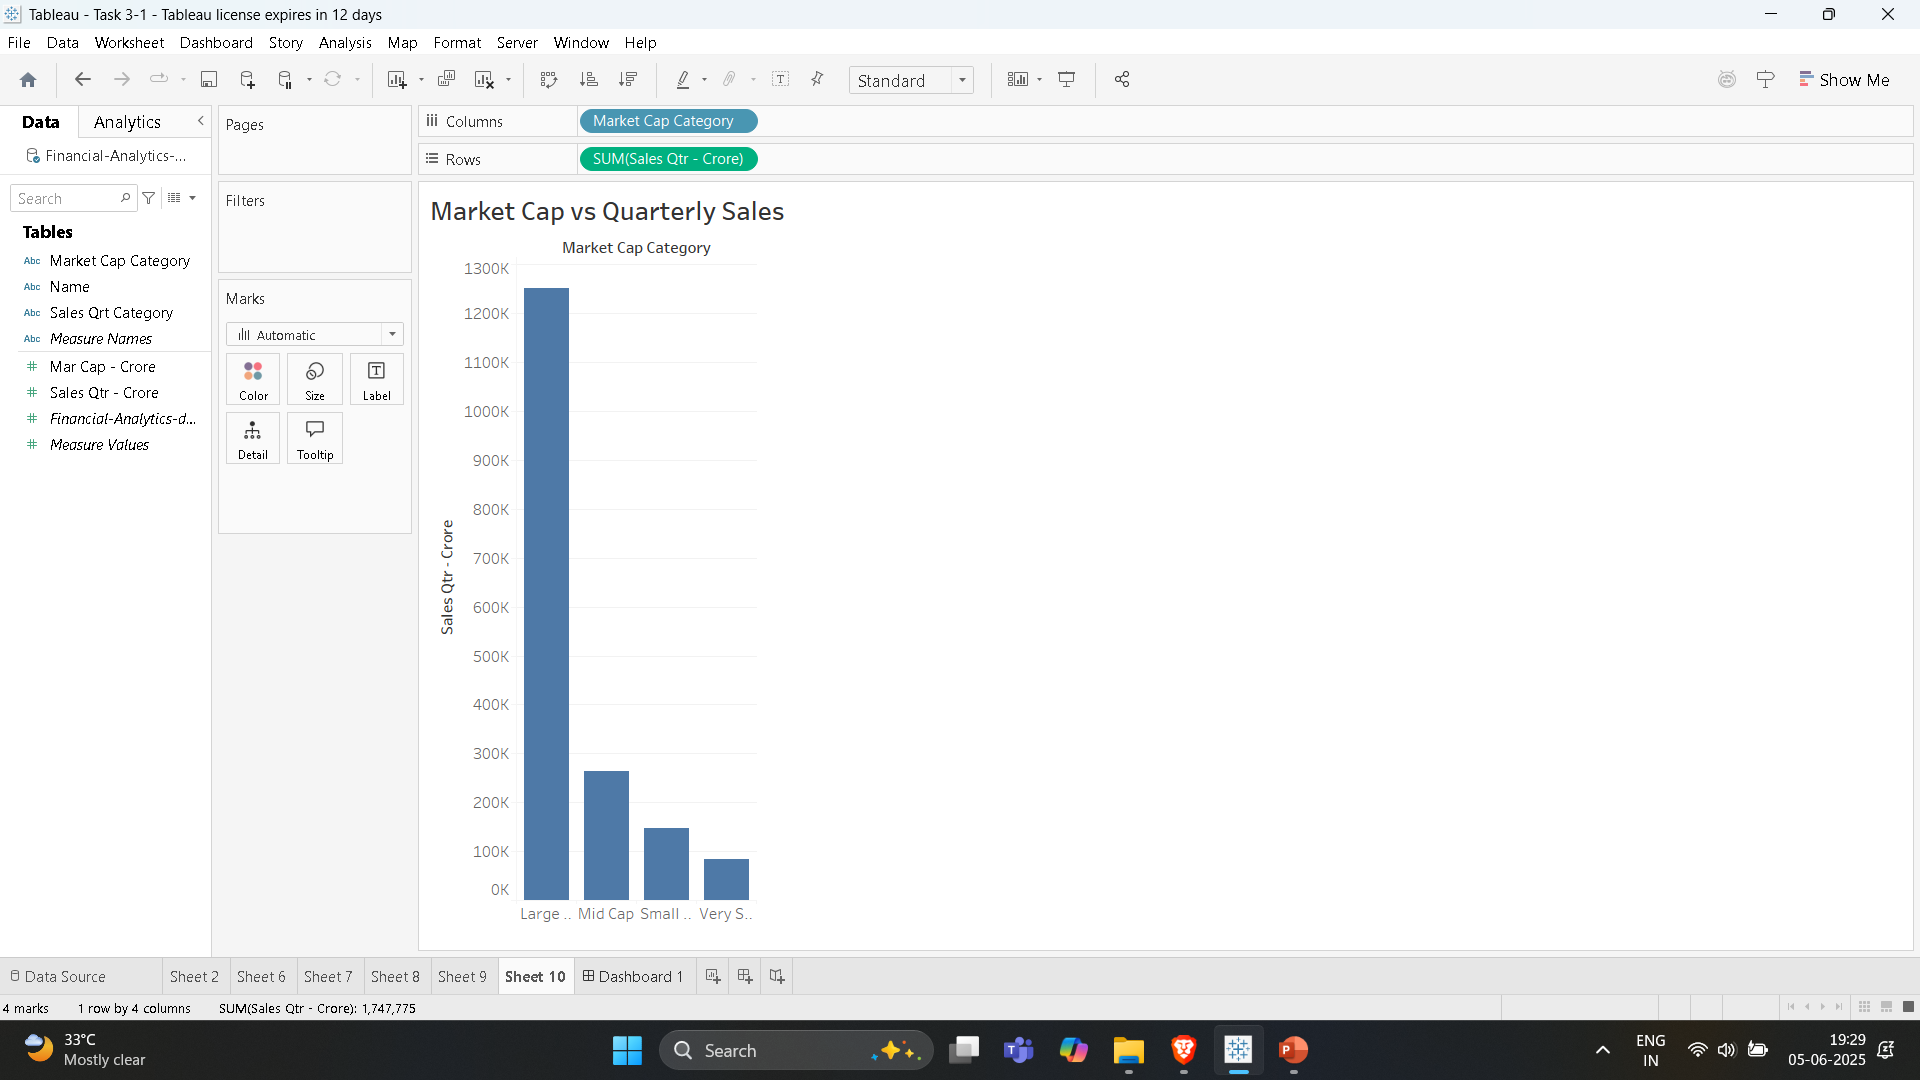 Tableau - Task 3-1 - Tableau license expires in 12 days
File Data Worksheet Dashboard Story Analysis Map Format Server Window Help
Standard
Show Me
Data Analytics
Financial-Analytics-...
Search
Tables
Abc Market Cap Category
Abc Name
Abc Sales Qrt Category
Abc Measure Names
# Mar Cap - Crore
# Sales Qtr - Crore
# Financial-Analytics-d...
# Measure Values
Pages
Filters
Marks
Automatic
Color Size Label
Detail Tooltip
Columns Market Cap Category
Rows SUM(Sales Qtr - Crore)
Market Cap vs Quarterly Sales
Market Cap Category
1300K
1200K
1100K
1000K
900K
800K
700K
600K
500K
400K
300K
200K
100K
0K
Sales Qtr - Crore
Large .. Mid Cap Small .. Very S..
Data Source Sheet 2 Sheet 6 Sheet 7 Sheet 8 Sheet 9 Sheet 10 Dashboard 1
4 marks 1 row by 4 columns SUM(Sales Qtr - Crore): 1,747,775
33°C
Mostly clear
Search
ENG
IN
19:29
05-06-2025